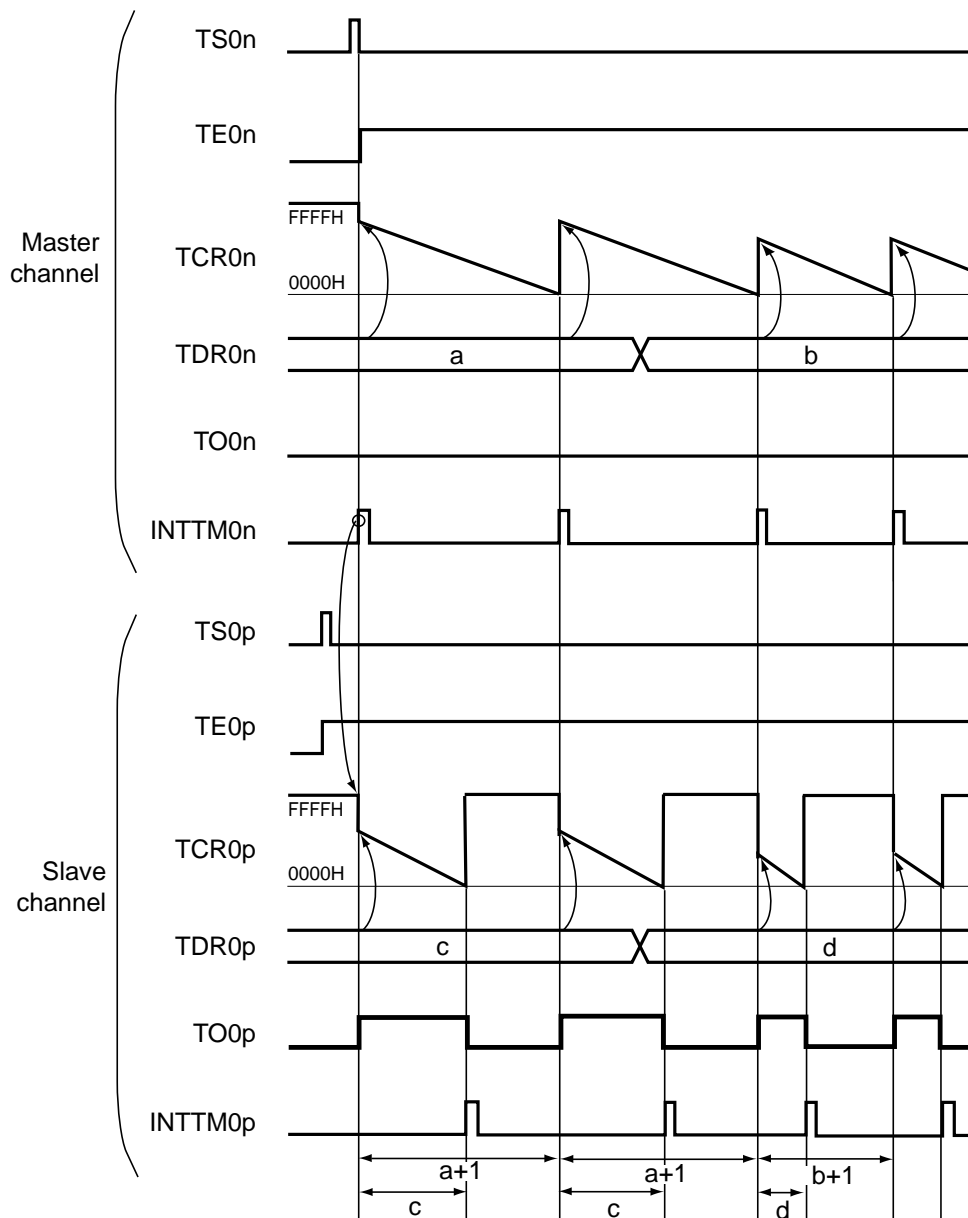 TS0n
TE0n
FFFFH
TCR0n
0000H
Master
channel
TDR0n
a
b
TO0n
INTTM0n
TS0p
TE0p
FFFFH
TCR0p
0000H
Slave
channel
TDR0p
c
d
TO0p
INTTM0p
a+1
a+1
b+1
c
c
d